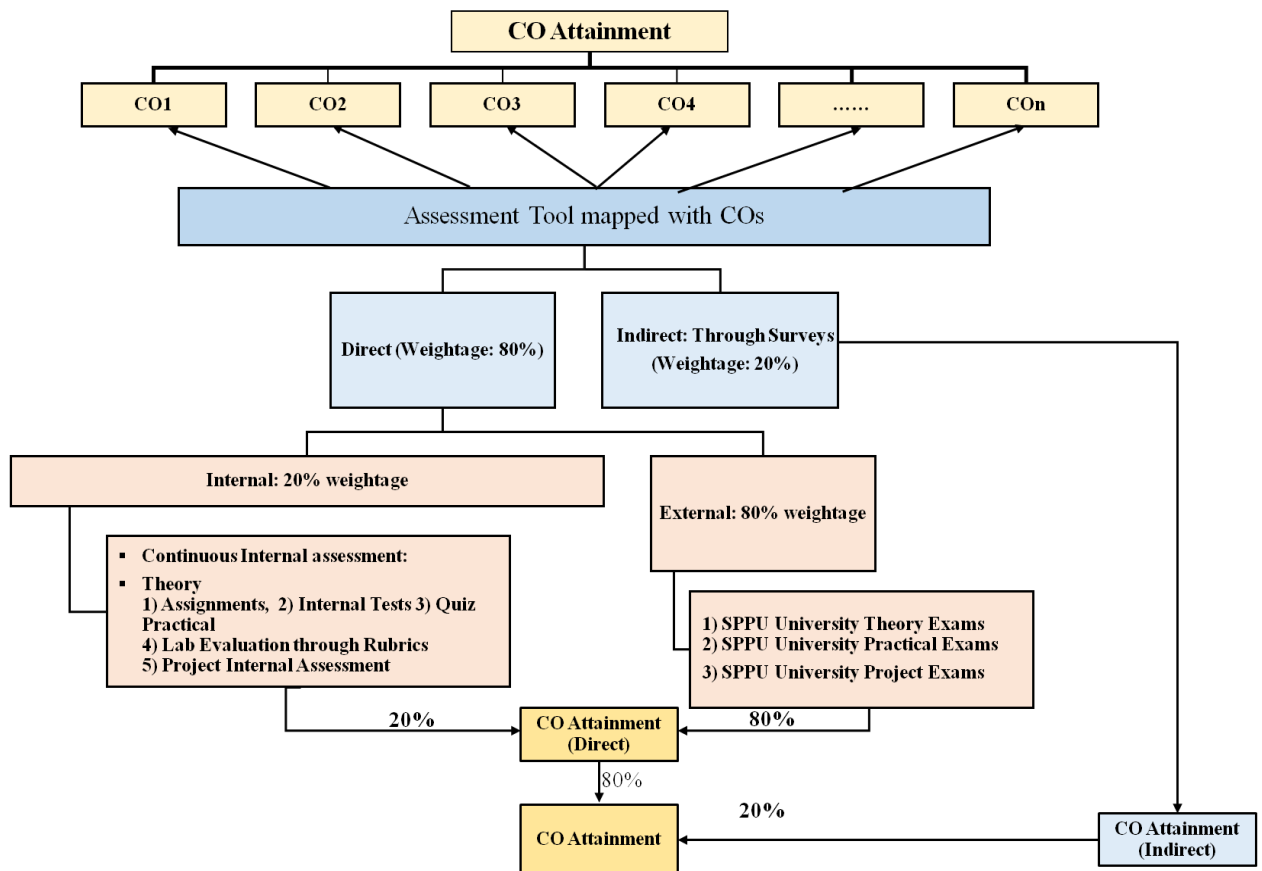 CO Attainment
CO1
CO2
CO3
CO4
……
COn
Assessment Tool mapped with COs
Direct (Weightage: 80%)
Indirect: Through Surveys
(Weightage: 20%)
Internal: 20% weightage
External: 80% weightage
▪ Continuous Internal assessment:
▪ Theory
1) Assignments, 2) Internal Tests 3) Quiz
Practical
4) Lab Evaluation through Rubrics
5) Project Internal Assessment
1) SPPU University Theory Exams
2) SPPU University Practical Exams
3) SPPU University Project Exams
20%
CO Attainment
(Direct)
80%
80%
CO Attainment
20%
CO Attainment
(Indirect)